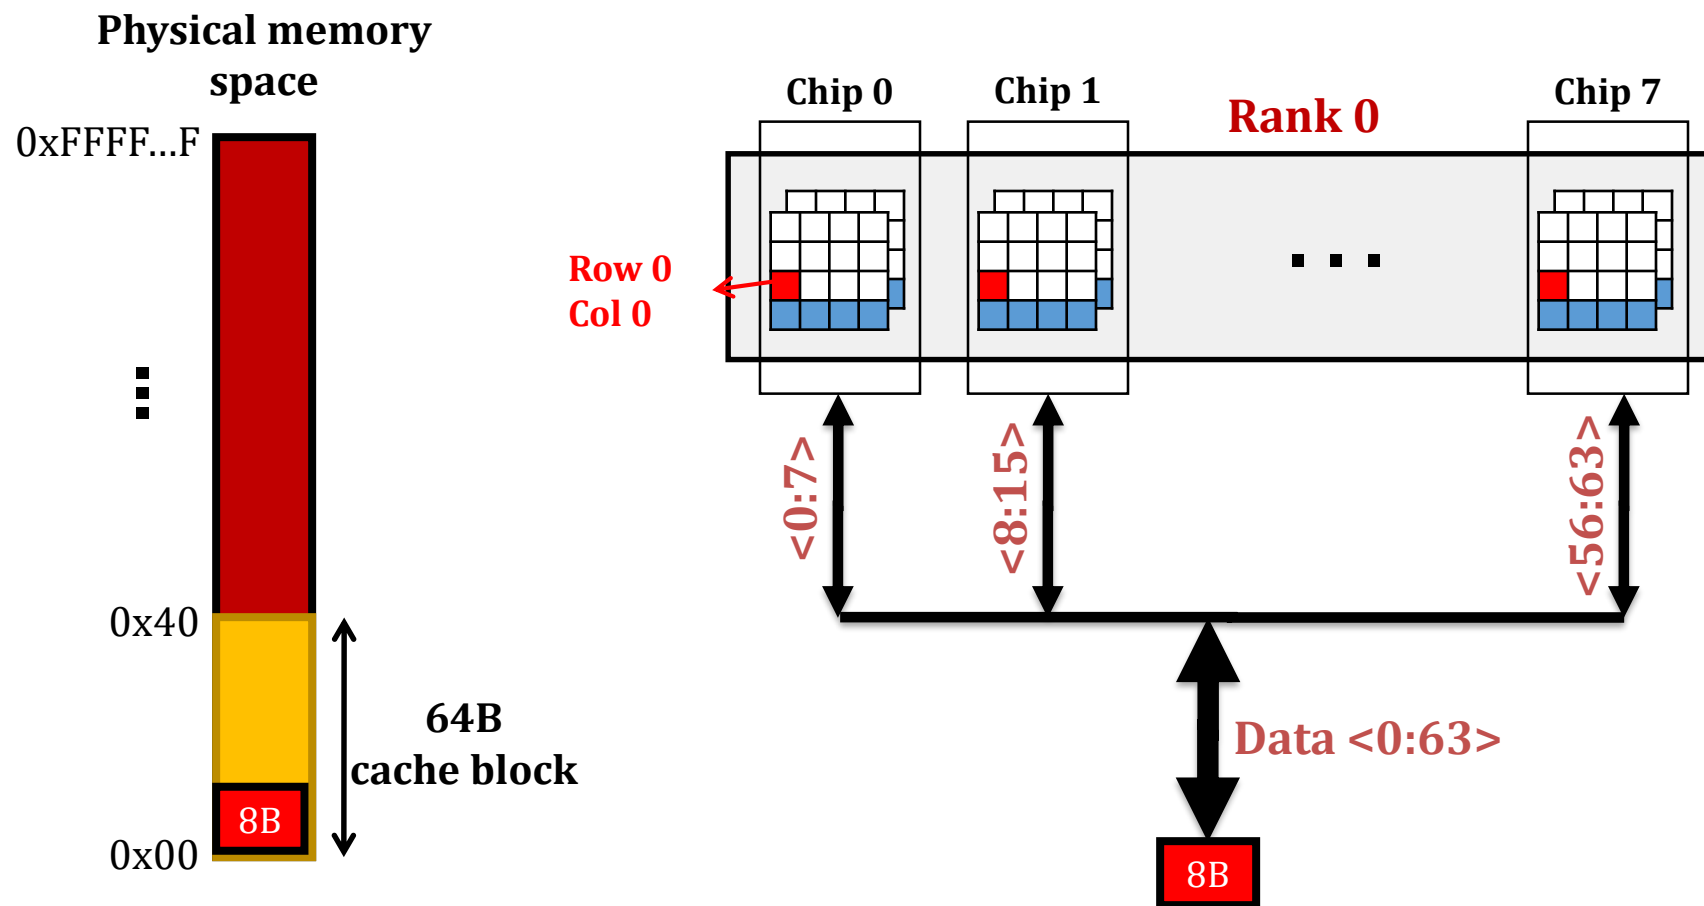 Physical memory
space
0xFFFF...F
0x40
64B
cache block
8B
0x00
Chip 0
Chip 1
Rank 0
Chip 7
Row 0
Col 0
. . .
<0:7>
<8:15>
<56:63>
Data <0:63>
8B